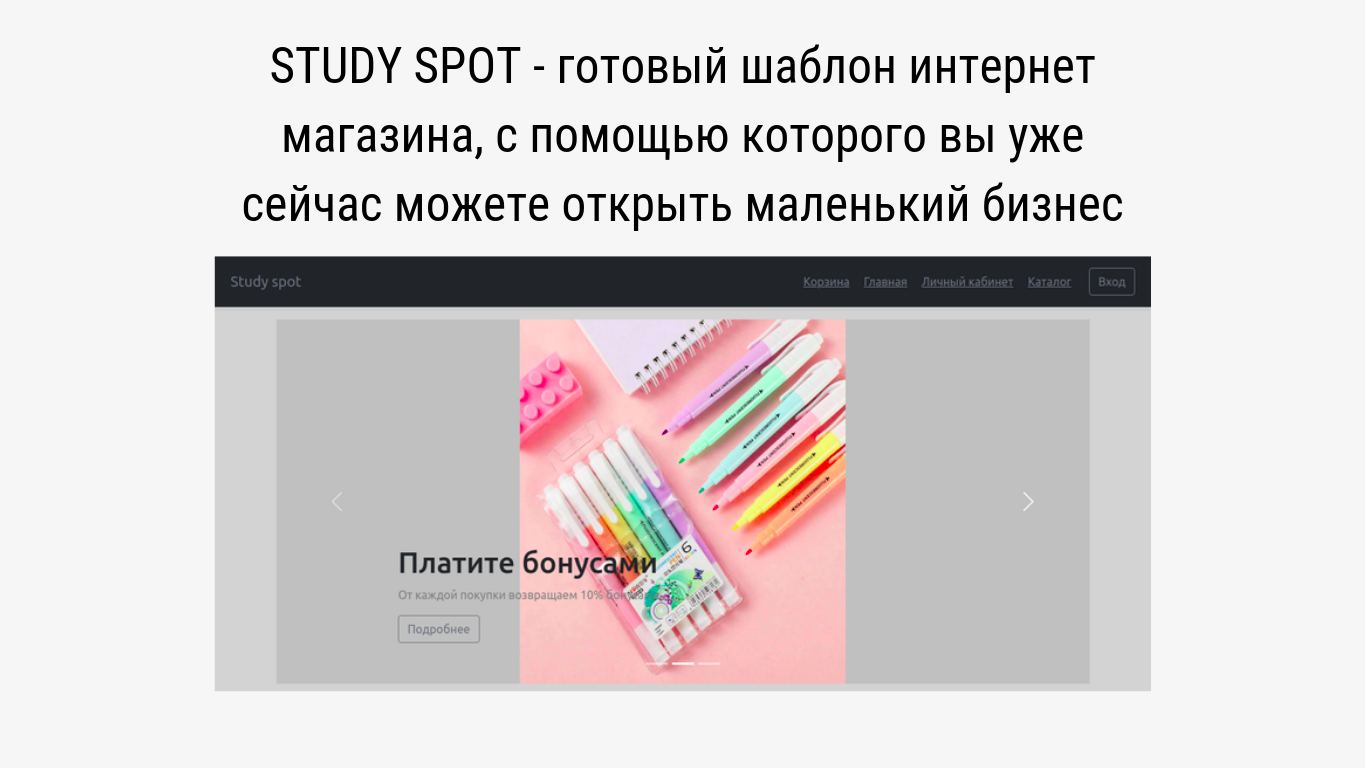 STUDY SPOT - готовый шаблон интернет
магазина, с помощью которого вы уже
сейчас можете открыть маленький бизнес
Study spot
Корзина Главная Личный кабинет Каталог Вход
Платите бонусами
От каждой покупки возвращаем 10%
Подробнее
6